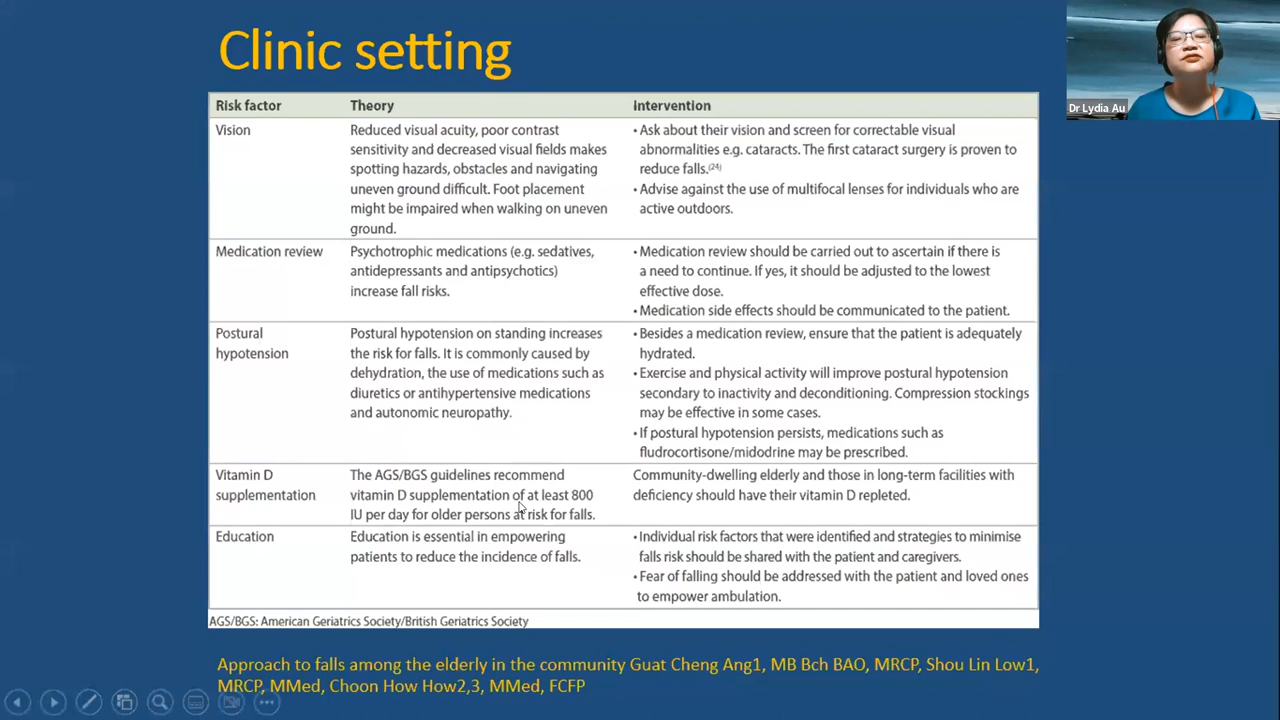 Clinic setting
Dr Lydia Au
Risk factor Theory Intervention
Vision
Reduced visual acuity, poor contrast
sensitivity and decreased visual fields makes
spotting hazards, obstacles and navigating
uneven ground difficult. Foot placement
might be impaired when walking on uneven
ground.
• Ask about their vision and screen for correctable visual
abnormalities e.g. cataracts. The first cataract surgery is proven to
reduce falls.(24)
• Advise against the use of multifocal lenses for individuals who are
active outdoors.
Medication review
Psychotrophic medications (e.g. sedatives,
antidepressants and antipsychotics)
increase fall risks.
• Medication review should be carried out to ascertain if there is
a need to continue. If yes, it should be adjusted to the lowest
effective dose.
• Medication side effects should be communicated to the patient.
Postural
hypotension
Postural hypotension on standing increases
the risk for falls. It is commonly caused by
dehydration, the use of medications such as
diuretics or antihypertensive medications
and autonomic neuropathy.
• Besides a medication review, ensure that the patient is adequately
hydrated.
• Exercise and physical activity will improve postural hypotension
secondary to inactivity and deconditioning. Compression stockings
may be effective in some cases.
• If postural hypotension persists, medications such as
fludrocortisone/midodrine may be prescribed.
Vitamin D
supplementation
The AGS/BGS guidelines recommend
vitamin D supplementation of at least 800
IU per day for older persons at risk for falls.
Community-dwelling elderly and those in long-term facilities with
deficiency should have their vitamin D repleted.
Education
Education is essential in empowering
patients to reduce the incidence of falls.
• Individual risk factors that were identified and strategies to minimise
falls risk should be shared with the patient and caregivers.
• Fear of falling should be addressed with the patient and loved ones
to empower ambulation.
AGS/BGS: American Geriatrics Society/British Geriatrics Society
Approach to falls among the elderly in the community Guat Cheng Ang1, MB Bch BAO, MRCP, Shou Lin Low1,
MRCP, MMed, Choon How How2,3, MMed, FCFP